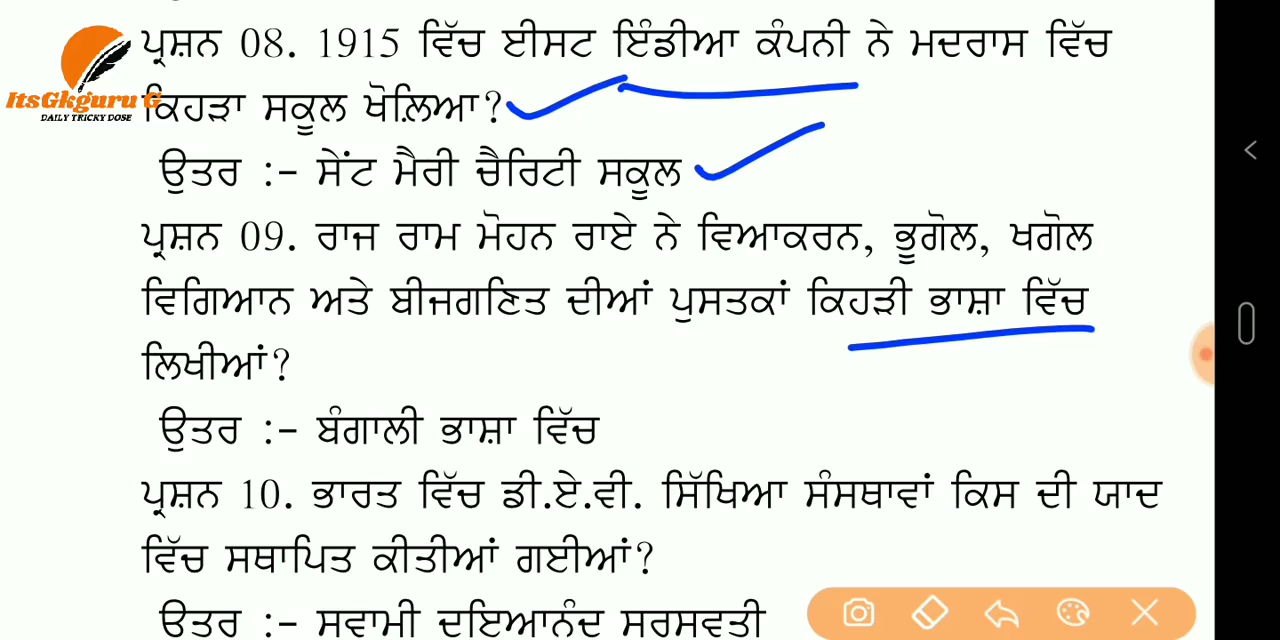 ਪ੍ਰਸ਼ਨ 08. 1915 ਵਿੱਚ ਈਸਟ ਇੰਡੀਆ ਕੰਪਨੀ ਨੇ ਮਦਰਾਸ ਵਿੱਚ
ItsGkguru G
DAILY TRICKY DOSE
ਕਿਹੜਾ ਸਕੂਲ ਖੋਲ੍ਹਿਆ?
ਉਤਰ :- ਸੇਂਟ ਮੈਰੀ ਚੈਰਿਟੀ ਸਕੂਲ
ਪ੍ਰਸ਼ਨ 09. ਰਾਜ ਰਾਮ ਮੋਹਨ ਰਾਏ ਨੇ ਵਿਆਕਰਨ, ਭੂਗੋਲ, ਖਗੋਲ
ਵਿਗਿਆਨ ਅਤੇ ਬੀਜਗਣਿਤ ਦੀਆਂ ਪੁਸਤਕਾਂ ਕਿਹੜੀ ਭਾਸ਼ਾ ਵਿੱਚ
ਲਿਖੀਆਂ?
ਉਤਰ :- ਬੰਗਾਲੀ ਭਾਸ਼ਾ ਵਿੱਚ
ਪ੍ਰਸ਼ਨ 10. ਭਾਰਤ ਵਿੱਚ ਡੀ.ਏ.ਵੀ. ਸਿੱਖਿਆ ਸੰਸਥਾਵਾਂ ਕਿਸ ਦੀ ਯਾਦ
ਵਿੱਚ ਸਥਾਪਿਤ ਕੀਤੀਆਂ ਗਈਆਂ?
ਉਤਰ :- ਸਵਾਮੀ ਦਇਆਨੰਦ ਸਰਸਵਤੀ